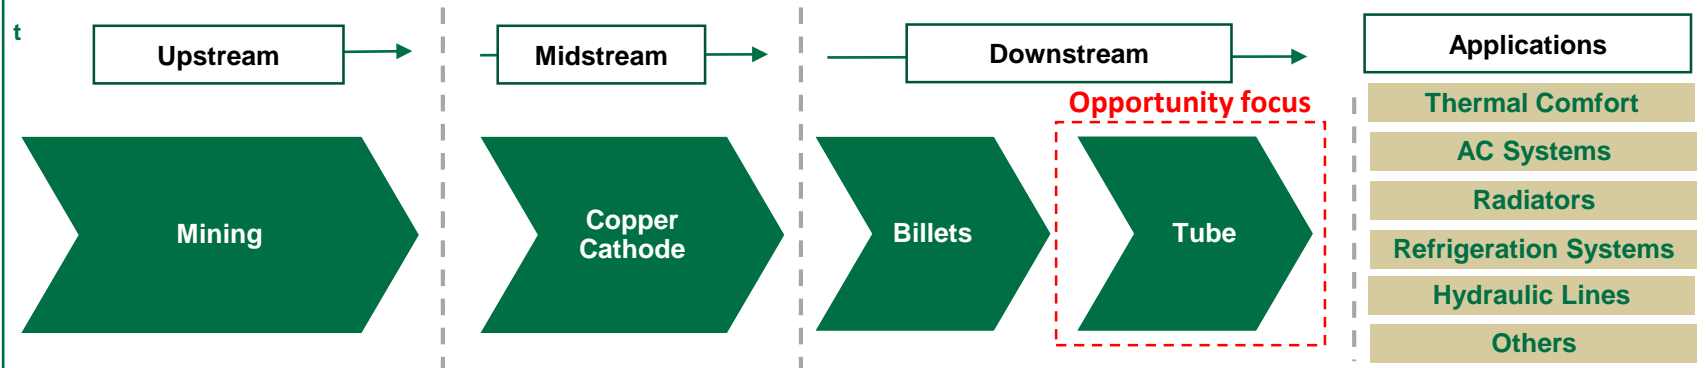 t
Upstream
Midstream
Downstream
Applications
Opportunity focus
Mining
Copper
Cathode
Billets
Tube
Thermal Comfort
AC Systems
Radiators
Refrigeration Systems
Hydraulic Lines
Others